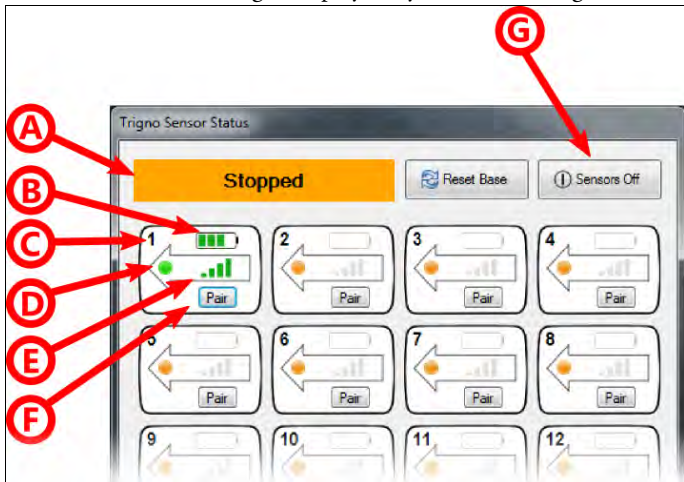 G
Trigno Sensor Status
A
Stopped
Reset Base
Sensors Off
B
C
1
2
3
4
D
Pair
Pair
Pair
Pair
E
5
6
7
8
F
Pair
Pair
Pair
Pair
9
10
11
12